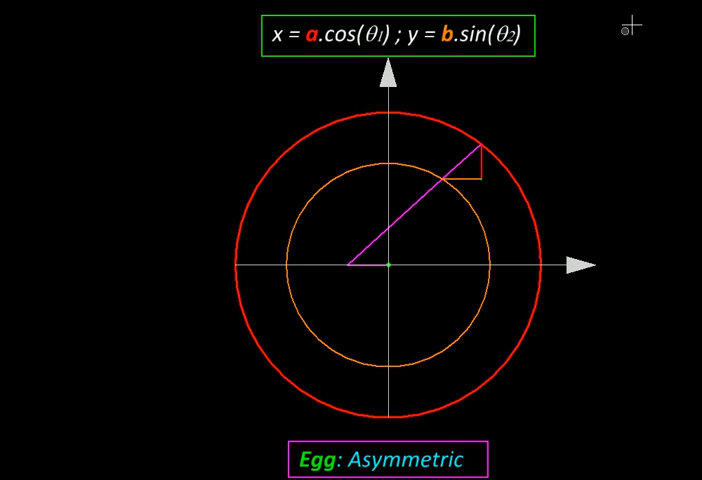 x = a.cos(θ1) ; y = b.sin(θ2)
Egg: Asymmetric